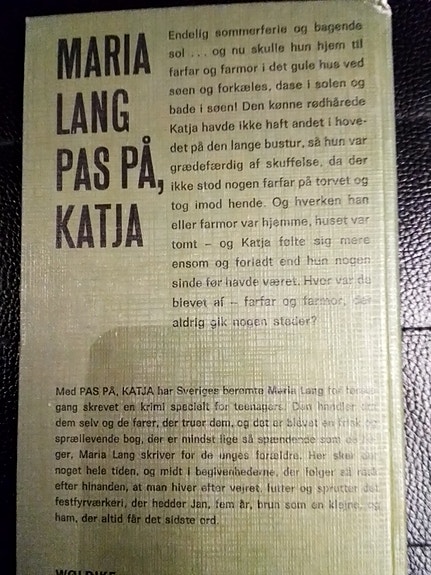 MARIA
LANG
PAS PÅ,
KATJA
Endelig sommerferie og bagende
sol . . . og nu skulle hun hjem til
farfar og farmor i det gule hus ved
søen og forkæles, dase i solen og
bade i søen! Den kønne rødhårede
Katja havde ikke haft andet i hove-
det på den lange bustur, så hun var
grædefærdig af skuffelse, da der
ikke stod nogen farfar på torvet og
tog imod hende. Og hverken han
eller farmor var hjemme, huset var
tomt – og Katja følte sig mere
ensom og forladt end hun nogen
sinde før havde været. Hvor var de
blevet af – farfar og farmor, der
aldrig gik nogen steder?
Med PAS PÅ, KATJA har Sveriges berømte Maria Lang for første
gang skrevet en krimi specielt for teenagers. Den handler om
dem selv og de farer, der truer dem, og det er blevet en frisk og
sprællevende bog, der er mindst lige så spændende som de
ger, Maria Lang skriver for de unges forældre. Her sker der
noget hele tiden, og midt i begivenhederne, der følger så
efter hinanden, at man hiver efter vejret, futter og sprutter det
festfyrværkeri, der hedder Jan, fem år, brun som en klejne, og
ham, der altid får det sidste ord.